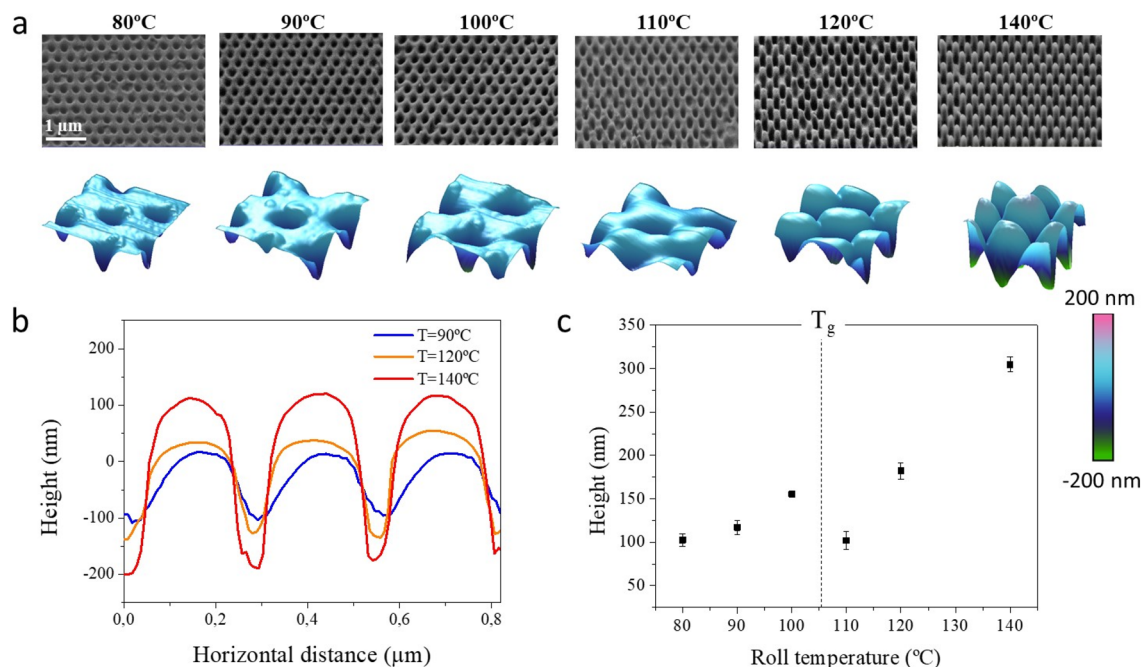 a
80ºC 90ºC 100ºC 110ºC 120ºC 140ºC
1 µm
b
200
100
0
-100
-200
Height (nm)
T=90ºC
T=120ºC
T=140ºC
0,0 0,2 0,4 0,6 0,8
Horizontal distance (µm)
c
Tg
350
300
250
200
150
100
50
Height (nm)
80 90 100 110 120 130 140
Roll temperature (ºC)
200 nm
-200 nm